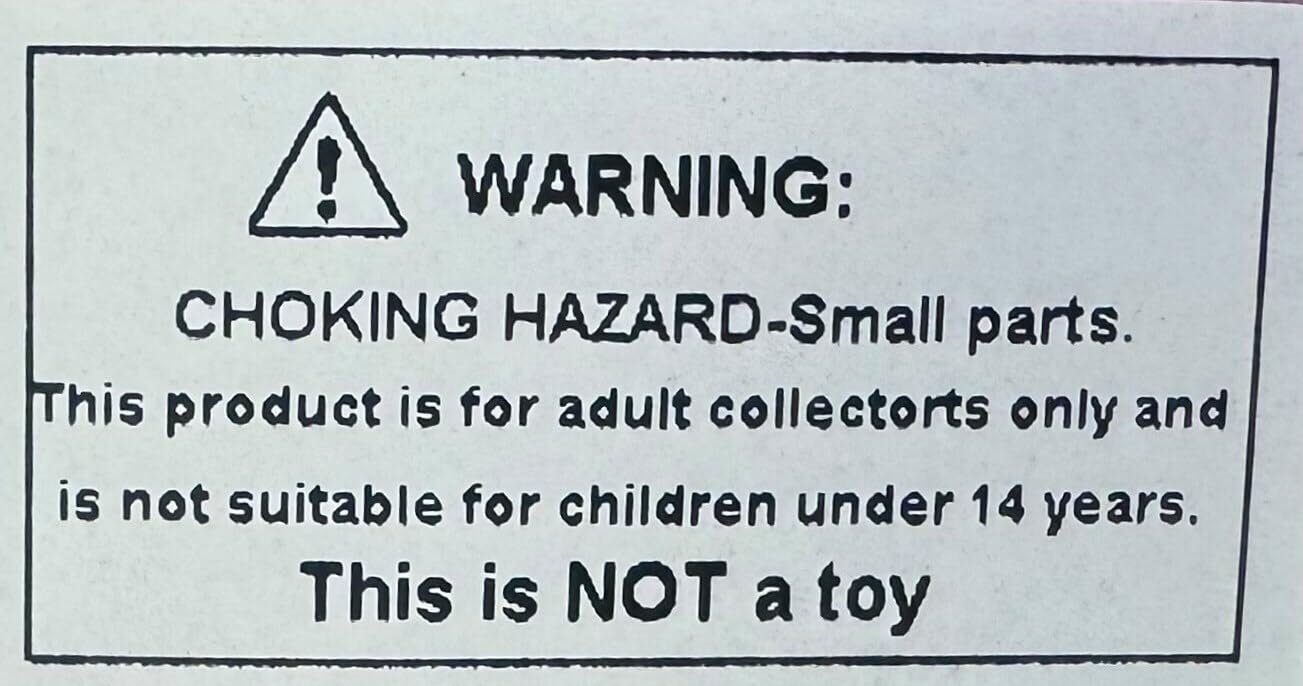 WARNING:
CHOKING HAZARD-Small parts.
This product is for adult collectorts only and
is not suitable for children under 14 years.
This is NOT a toy